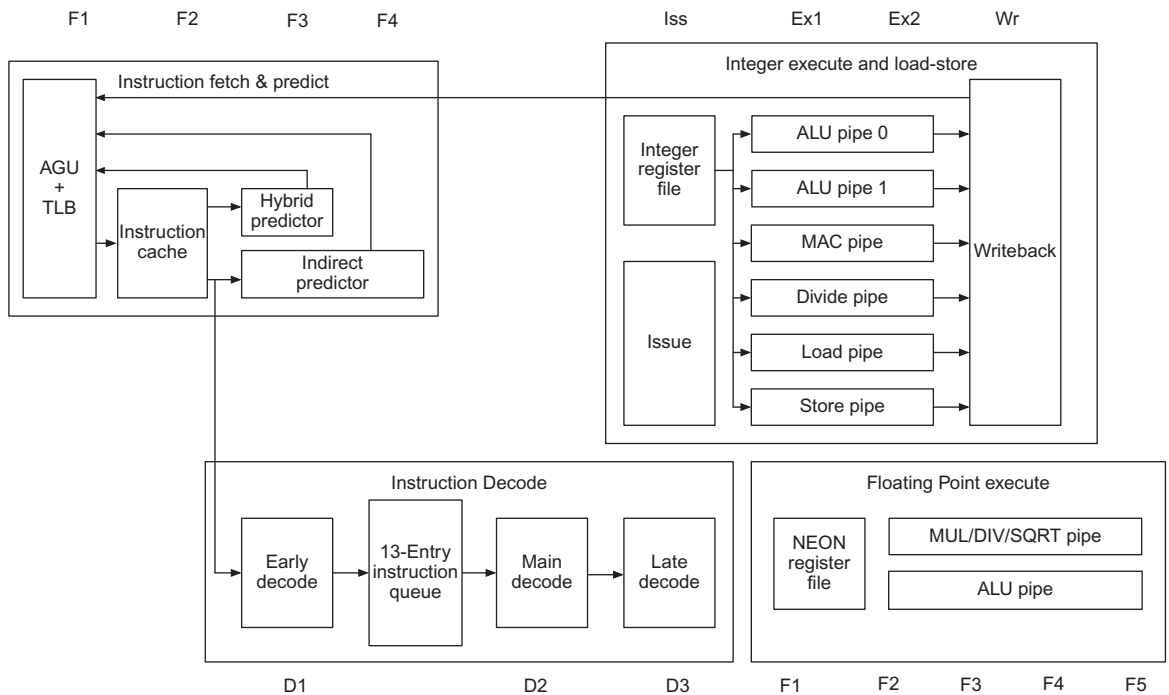 F1 F2 F3 F4 Iss Ex1 Ex2 Wr
Instruction fetch & predict
AGU
+
TLB
Instruction
cache
Hybrid
predictor
Indirect
predictor
Integer execute and load-store
Integer
register
file
Issue
ALU pipe 0
ALU pipe 1
MAC pipe
Divide pipe
Load pipe
Store pipe
Writeback
Instruction Decode
Early
decode
13-Entry
instruction
queue
Main
decode
Late
decode
Floating Point execute
NEON
register
file
MUL/DIV/SQRT pipe
ALU pipe
D1 D2 D3 F1 F2 F3 F4 F5